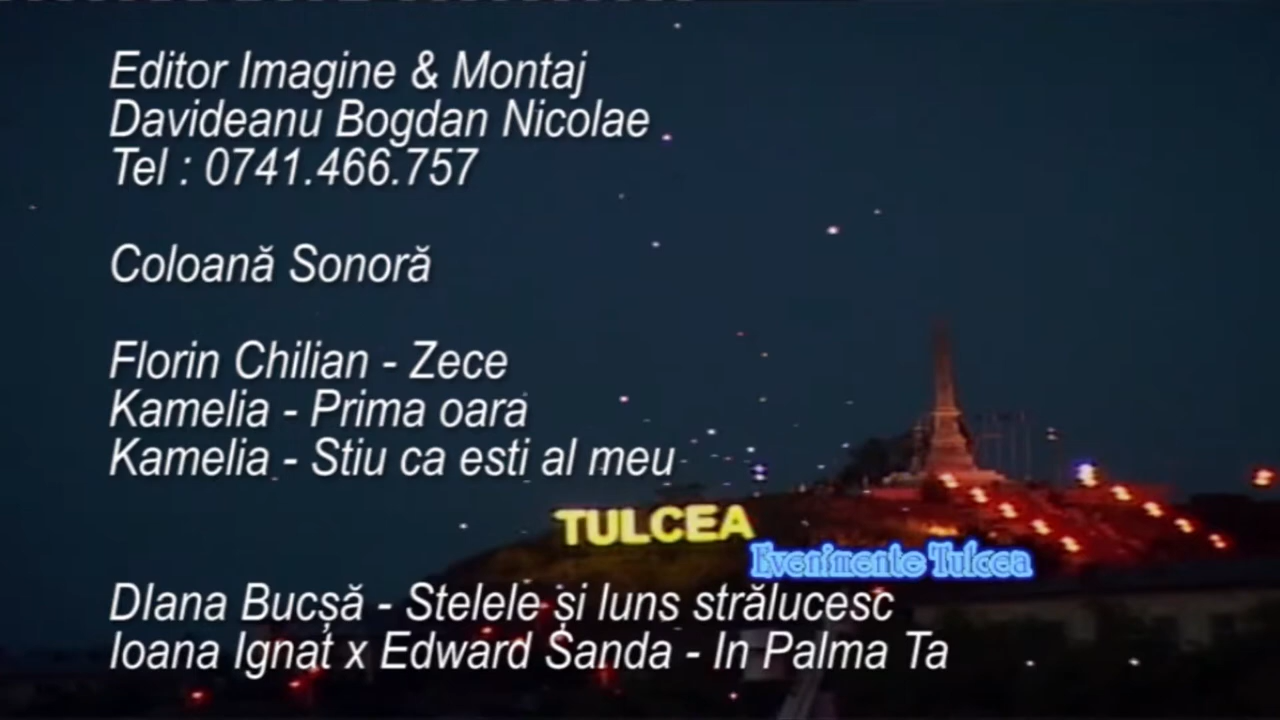 Editor Imagine & Montaj
Davideanu Bogdan Nicolae
Tel : 0741.466.757
Coloană Sonoră
Florin Chilian - Zece
Kamelia - Prima oara
Kamelia - Stiu ca esti al meu
TULCEA
Evenimente Tulcea
DIana Bucșă - Stelele și luns strălucesc
Ioana Ignat x Edward Sanda - In Palma Ta